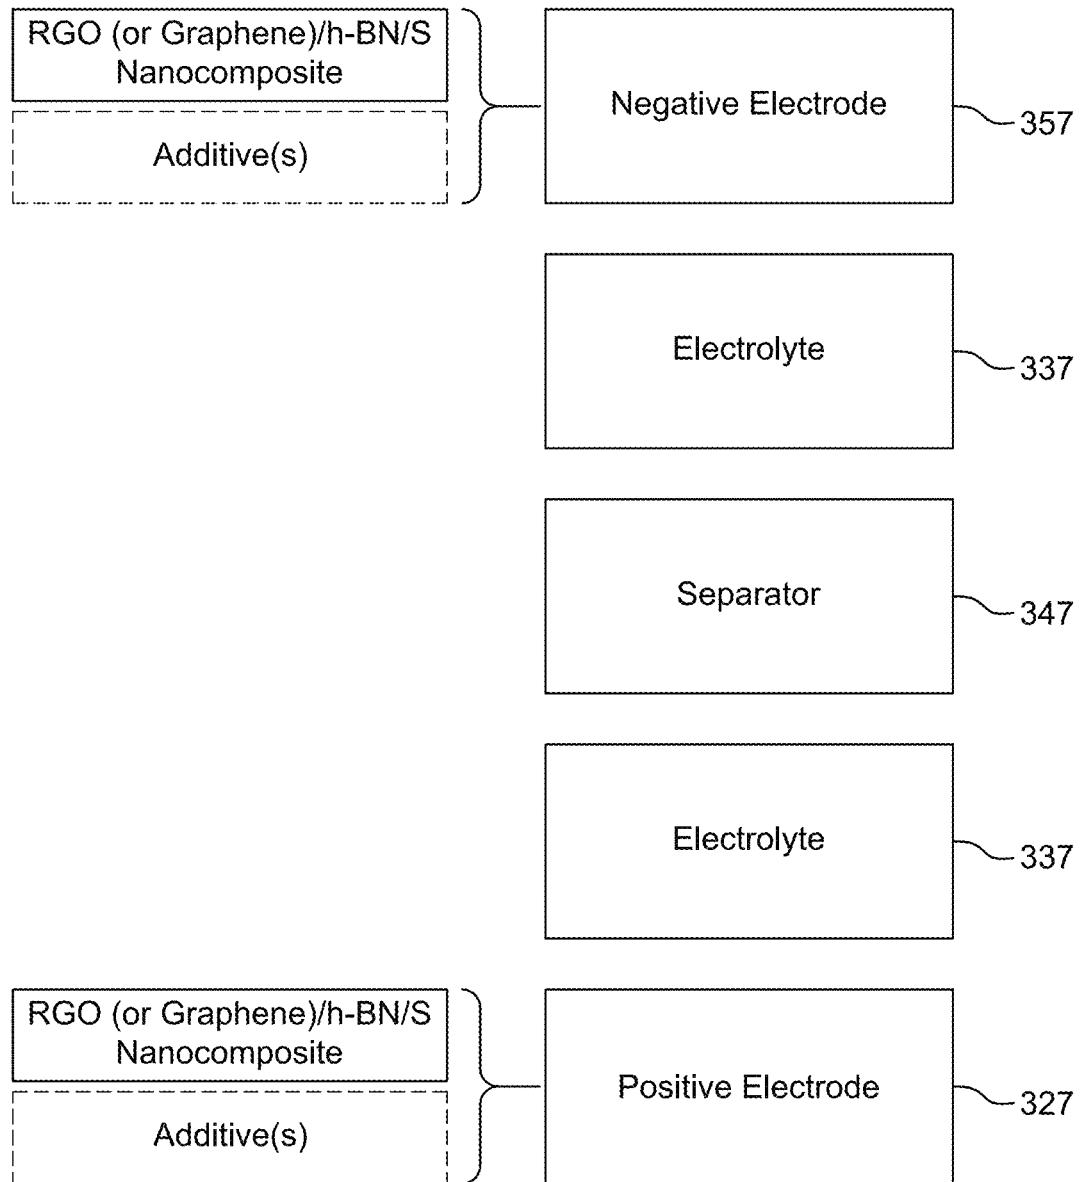 RGO (or Graphene)/h-BN/S
Nanocomposite
Additive(s)
Negative Electrode
357
Electrolyte
337
Separator
347
Electrolyte
337
RGO (or Graphene)/h-BN/S
Nanocomposite
Additive(s)
Positive Electrode
327